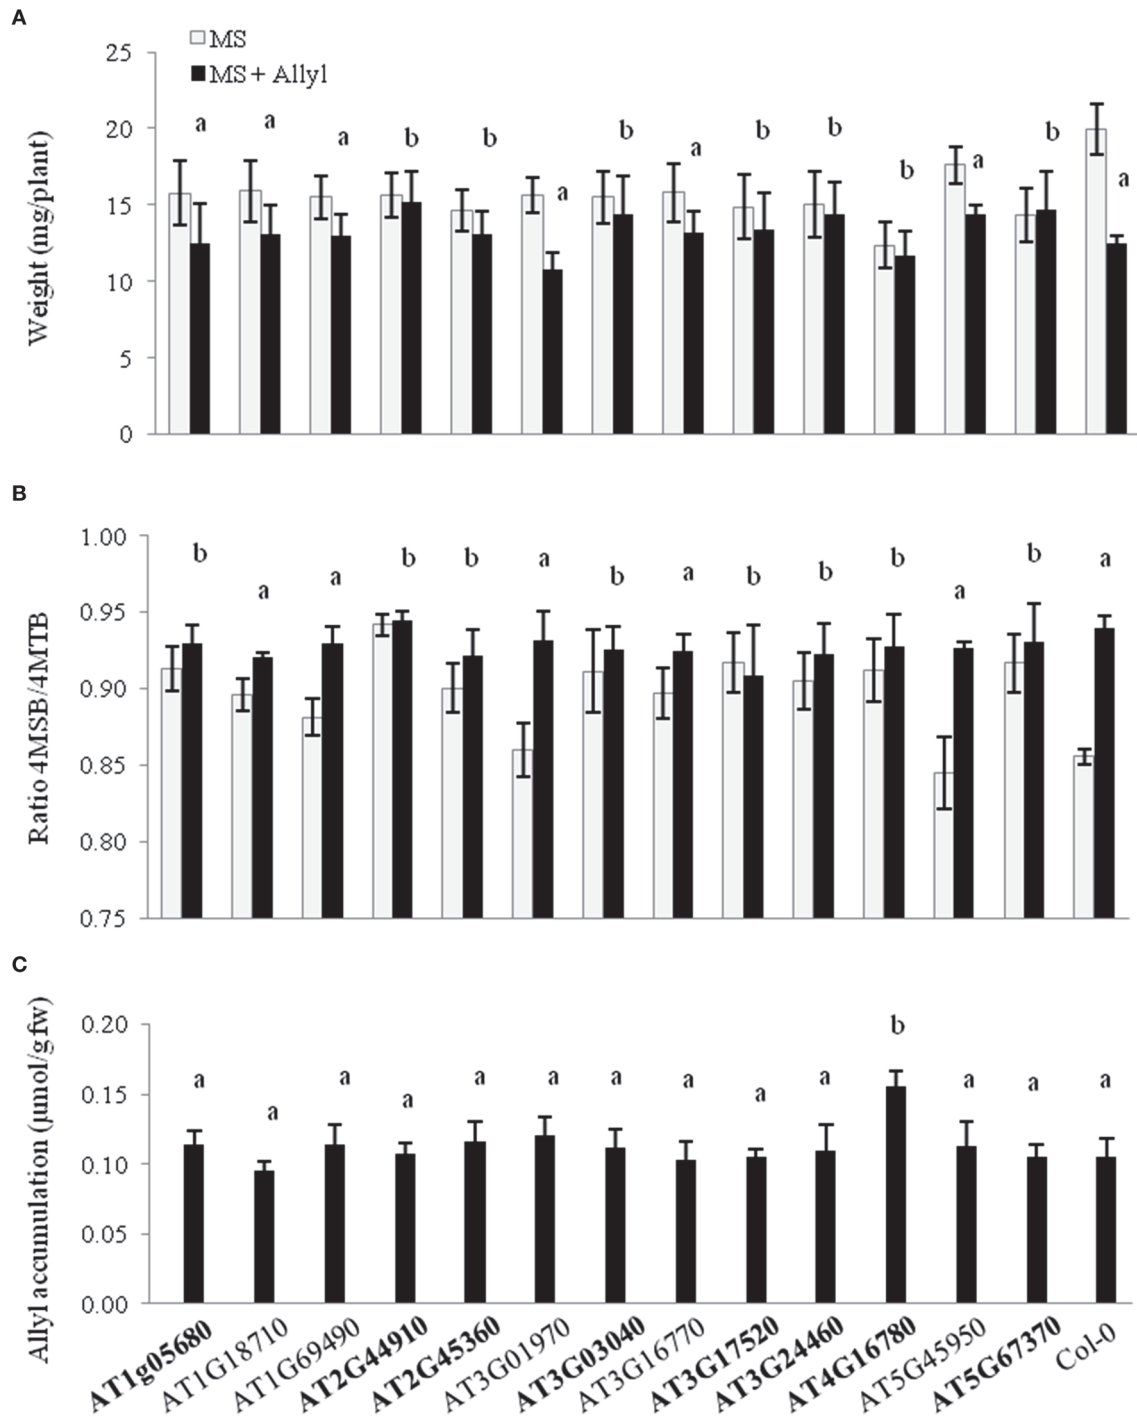 A
MS
MS + Allyl
25
20
15
10
5
0
Weight (mg/plant)
a a a b b a b a b b b a b a
B
1.00
0.95
0.90
0.85
0.80
0.75
Ratio 4MSB/4MTB
b a a b b a b a b b b a b a
C
0.20
0.15
0.10
0.05
0.00
Allyl accumulation (μmol/gfw)
a a a a a a a a a a b a a a
AT1g05680
AT1G18710
AT1G69490
AT2G44910
AT2G45360
AT3G01970
AT3G03040
AT3G16770
AT3G17520
AT3G24460
AT4G16780
AT5G45950
AT5G67370
Col-0